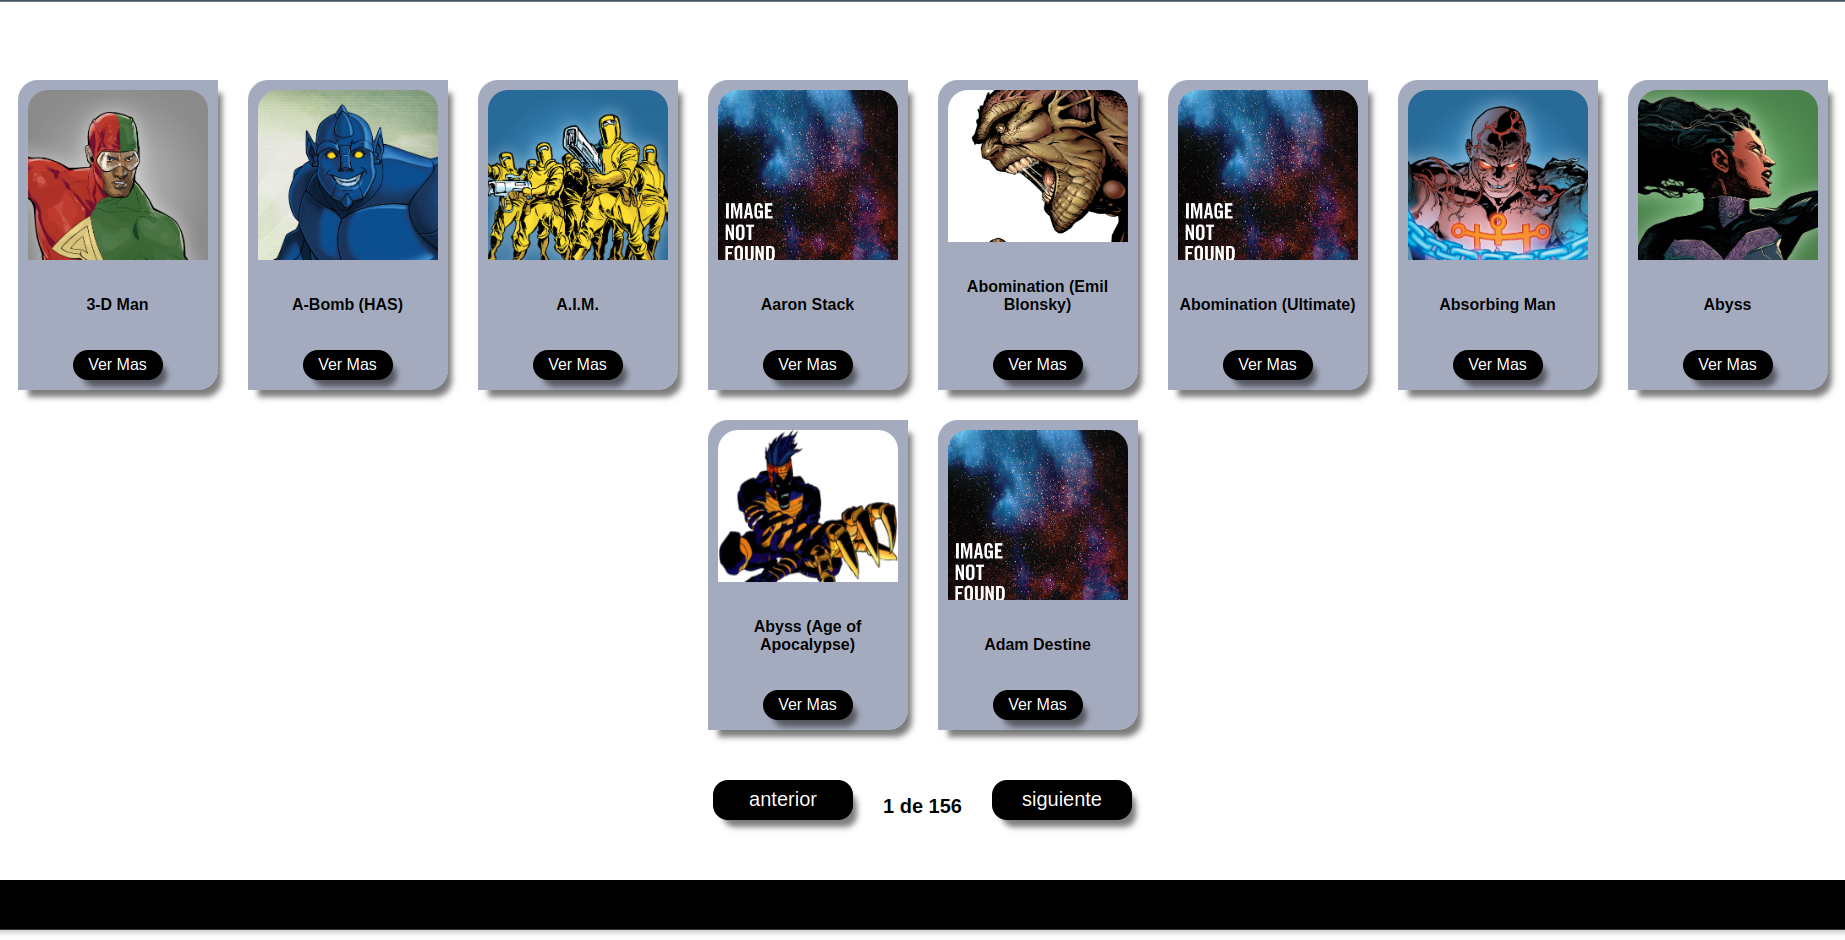 IMAGE
NOT
FOUND
IMAGE
NOT
FOUND
3-D Man
A-Bomb (HAS)
A.I.M.
Aaron Stack
Abomination (Emil
Blonsky)
Abomination (Ultimate)
Absorbing Man
Abyss
Ver Mas
Ver Mas
Ver Mas
Ver Mas
Ver Mas
Ver Mas
Ver Mas
Ver Mas
IMAGE
NOT
FOUND
Abyss (Age of
Apocalypse)
Adam Destine
Ver Mas
Ver Mas
anterior
1 de 156
siguiente